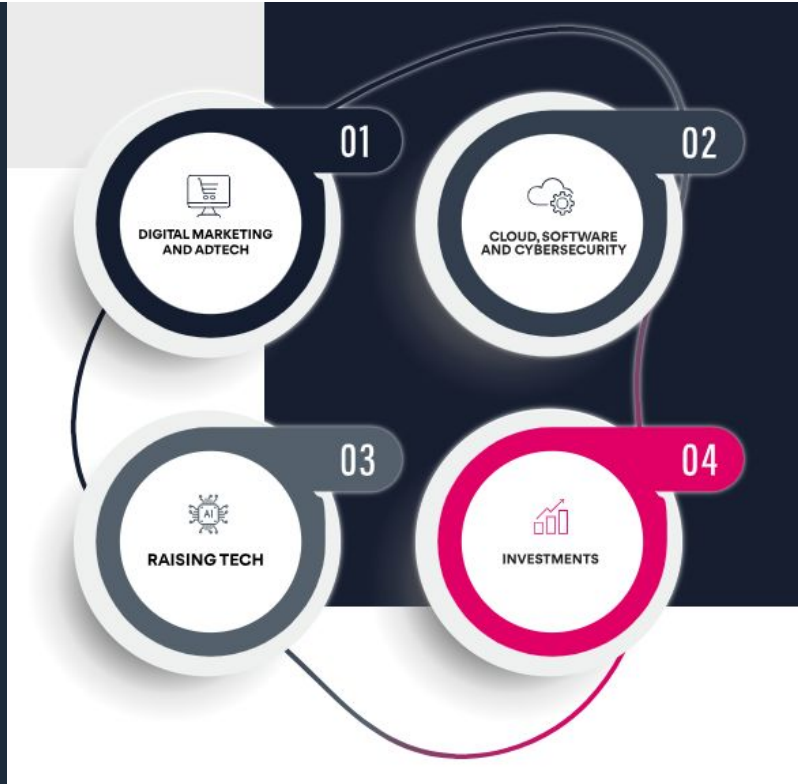 01
DIGITAL MARKETING
AND ADTECH
02
CLOUD, SOFTWARE
AND CYBERSECURITY
03
AI
RAISING TECH
04
INVESTMENTS